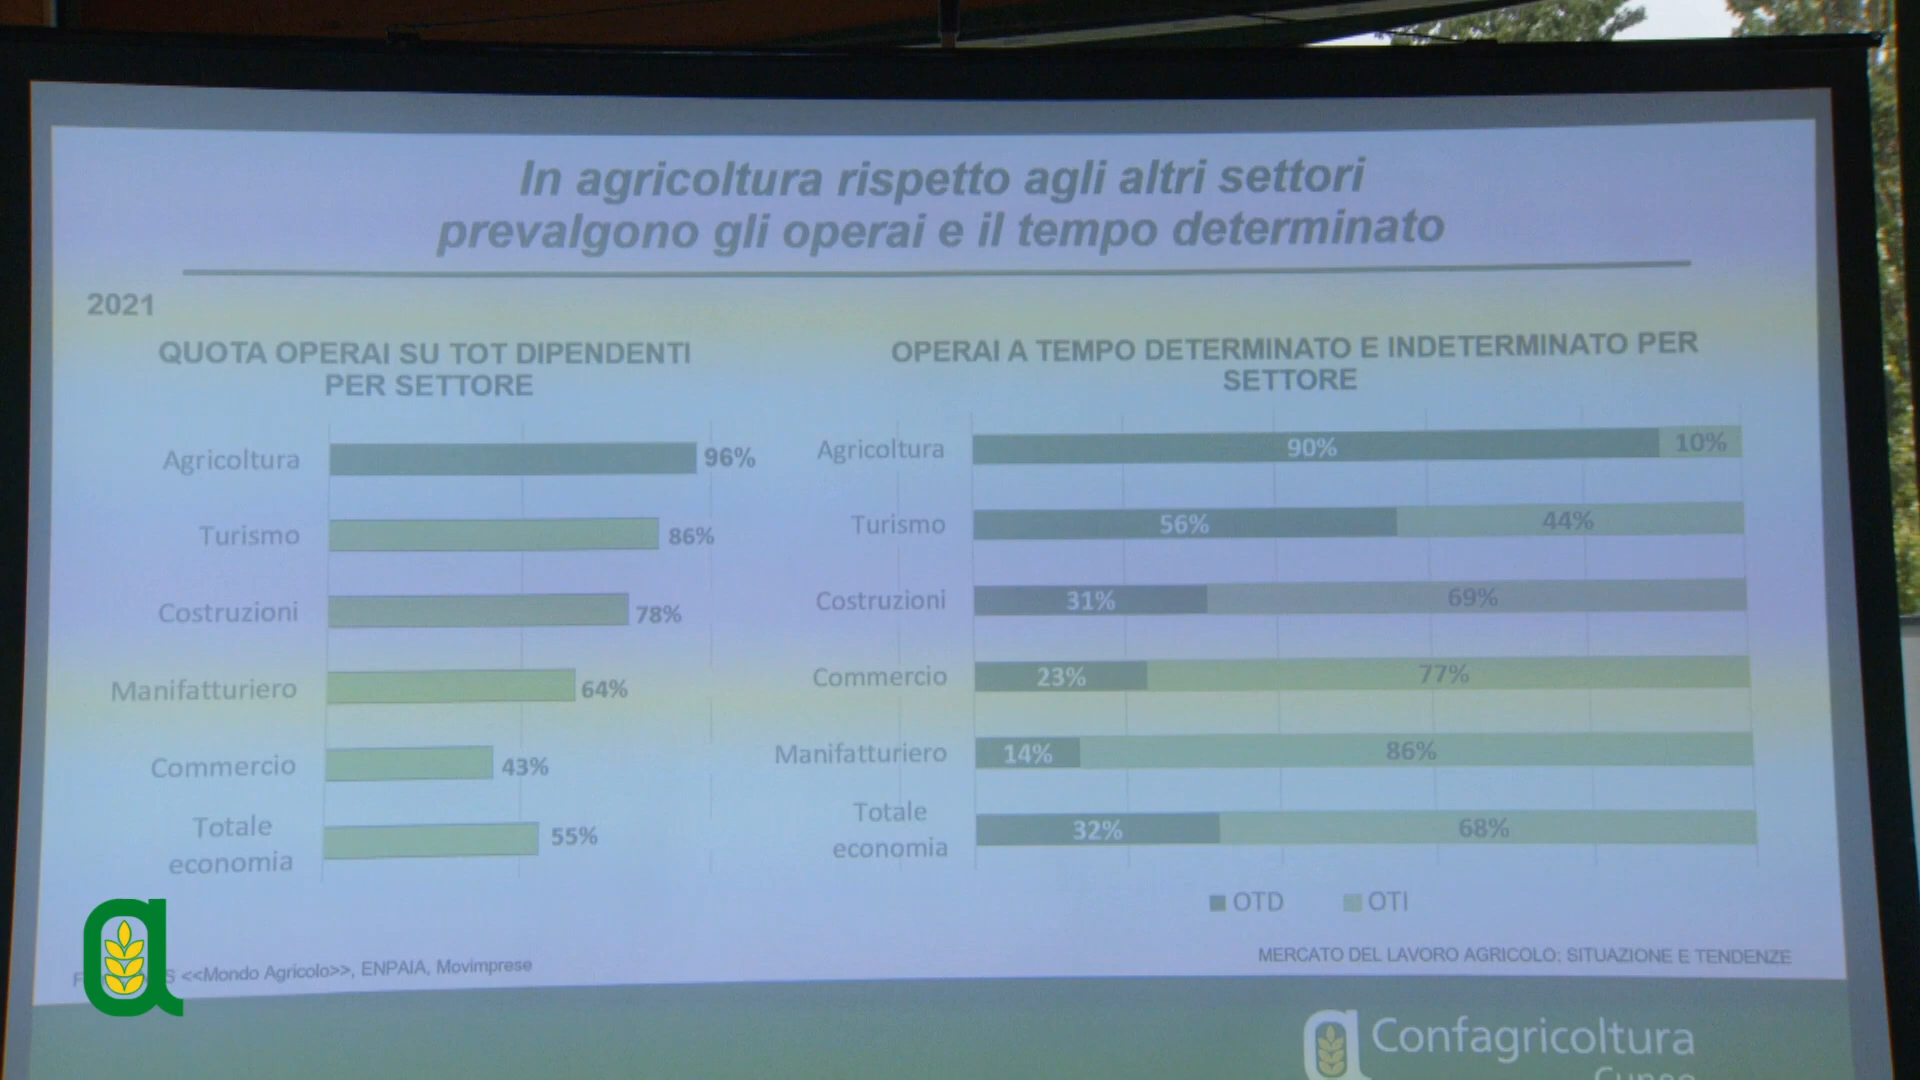 In agricoltura rispetto agli altri settori
prevalgono gli operai e il tempo determinato
2021
QUOTA OPERAI SU TOT DIPENDENTI
PER SETTORE
Agricoltura 96%
Turismo 86%
Costruzioni 78%
Manifatturiero 64%
Commercio 43%
Totale
economia 55%
OPERAI A TEMPO DETERMINATO E INDETERMINATO PER
SETTORE
Agricoltura 90% 10%
Turismo 56% 44%
Costruzioni 31% 69%
Commercio 23% 77%
Manifatturiero 14% 86%
Totale
economia 32% 68%
OTD OTI
<<Mondo Agricolo>>, ENPAIA, Movimprese
MERCATO DEL LAVORO AGRICOLO: SITUAZIONE E TENDENZE
a
Confagricoltura